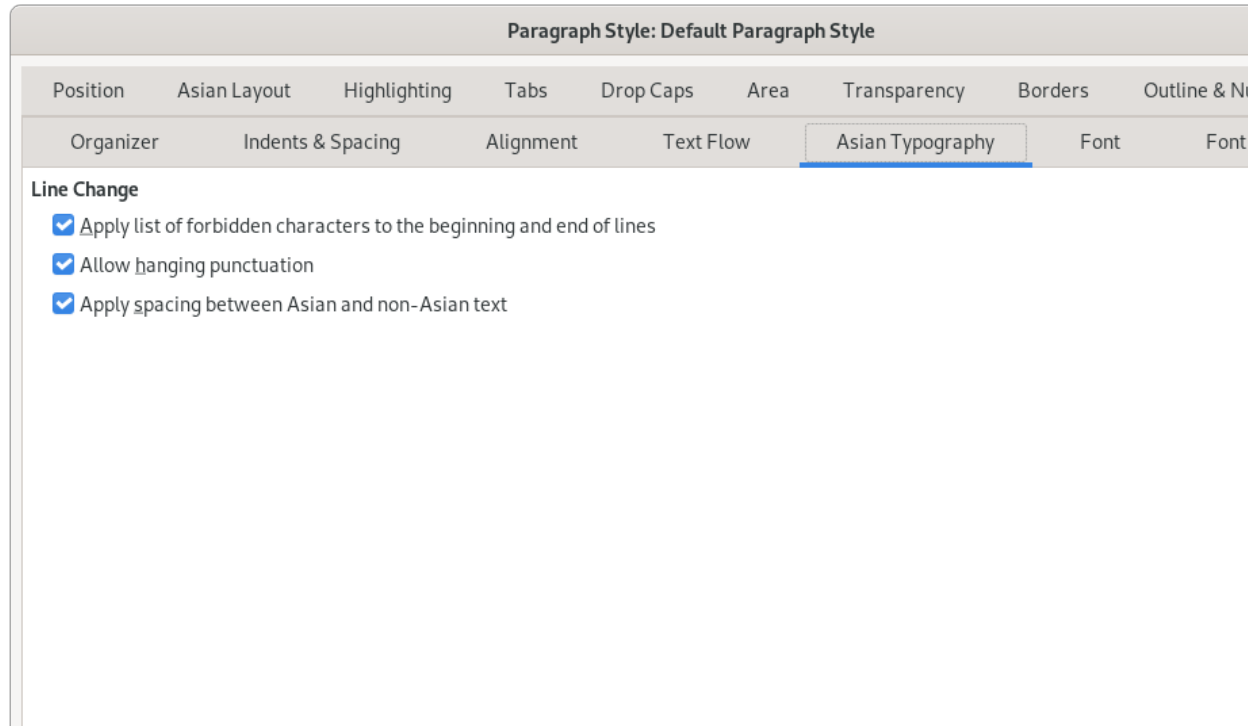 Paragraph Style: Default Paragraph Style
Position Asian Layout Highlighting Tabs Drop Caps Area Transparency Borders Outline &
Organizer Indents & Spacing Alignment Text Flow Asian Typography Font Font
Line Change
Apply list of forbidden characters to the beginning and end of lines
Allow hanging punctuation
Apply spacing between Asian and non-Asian text